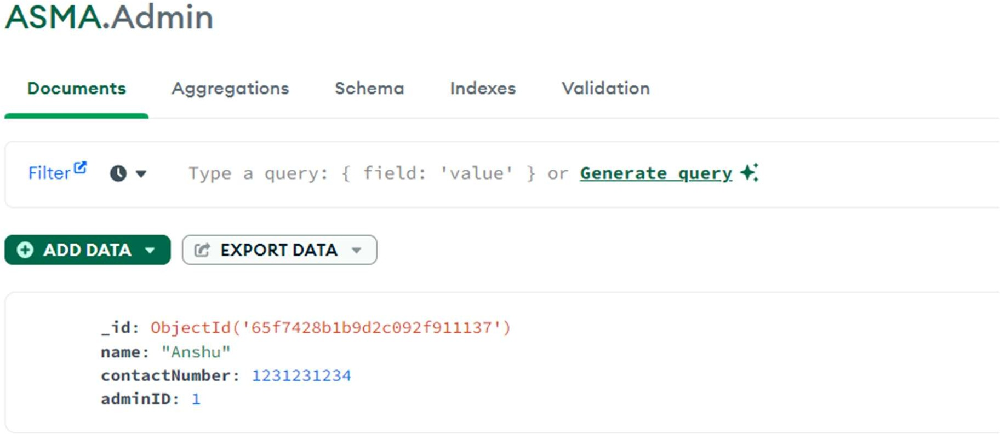 ASMA.Admin
Documents Aggregations Schema Indexes Validation
Filter Type a query: { field: 'value' } or Generate query
ADD DATA EXPORT DATA
_id: ObjectId('65f7428b1b9d2c092f911137')
name: "Anshu"
contactNumber: 1231231234
adminID: 1